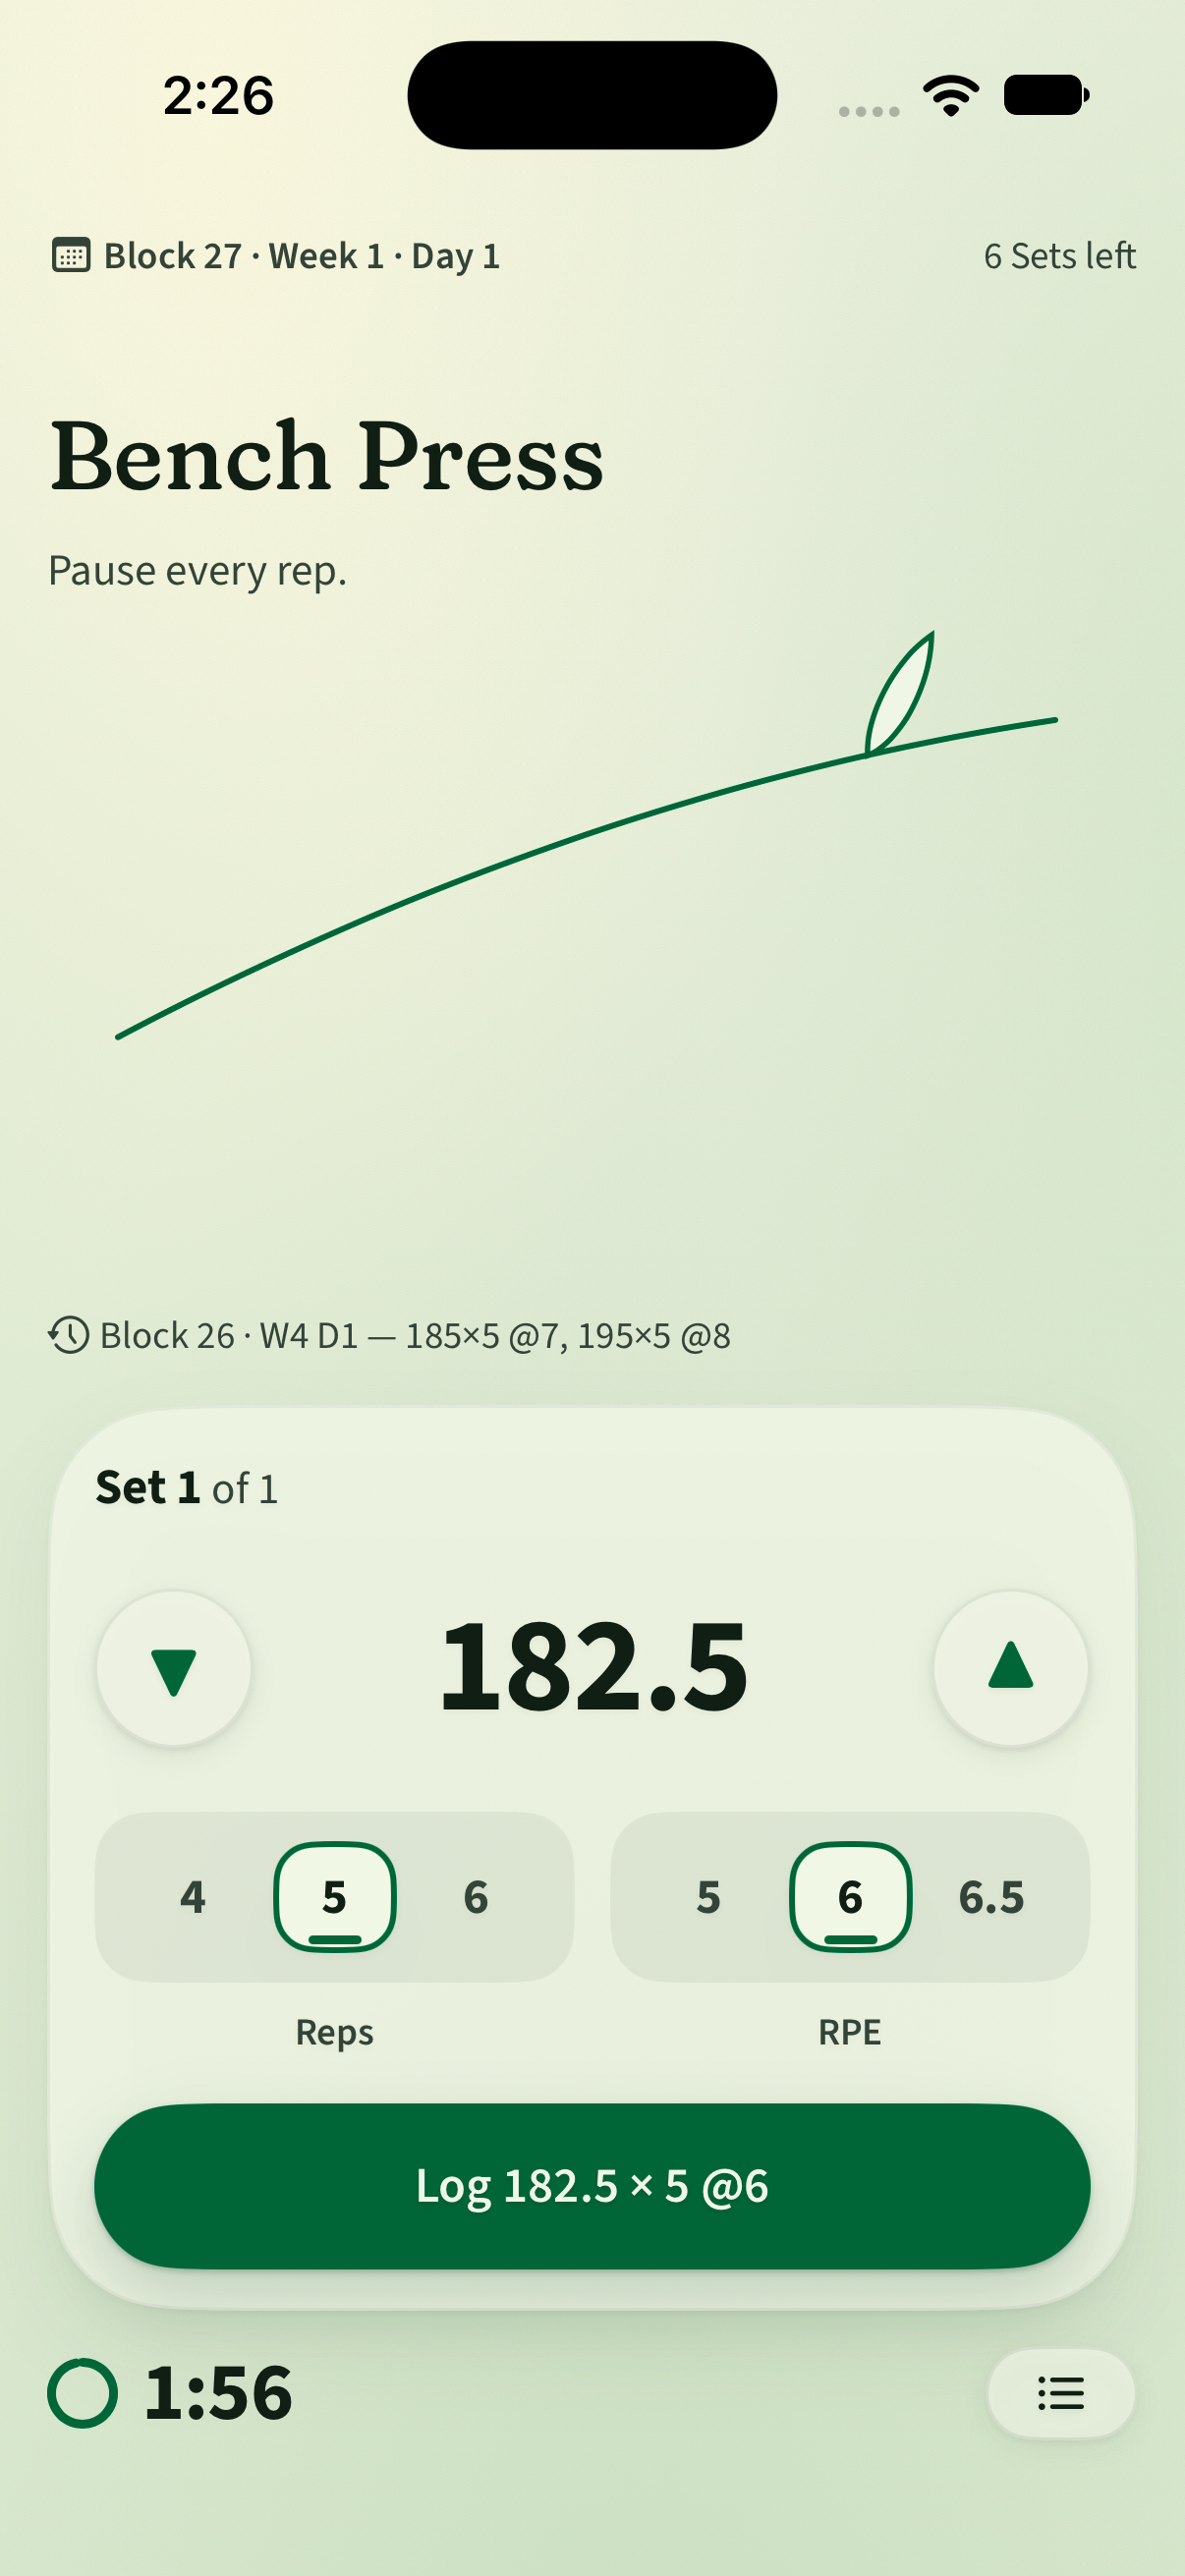 2:26
Block 27 · Week 1 · Day 1
6 Sets left
Bench Press
Pause every rep.
Block 26 · W4 D1 — 185×5 @7, 195×5 @8
Set 1 of 1
182.5
4 5 6
5 6 6.5
Reps
RPE
Log 182.5 × 5 @6
1:56